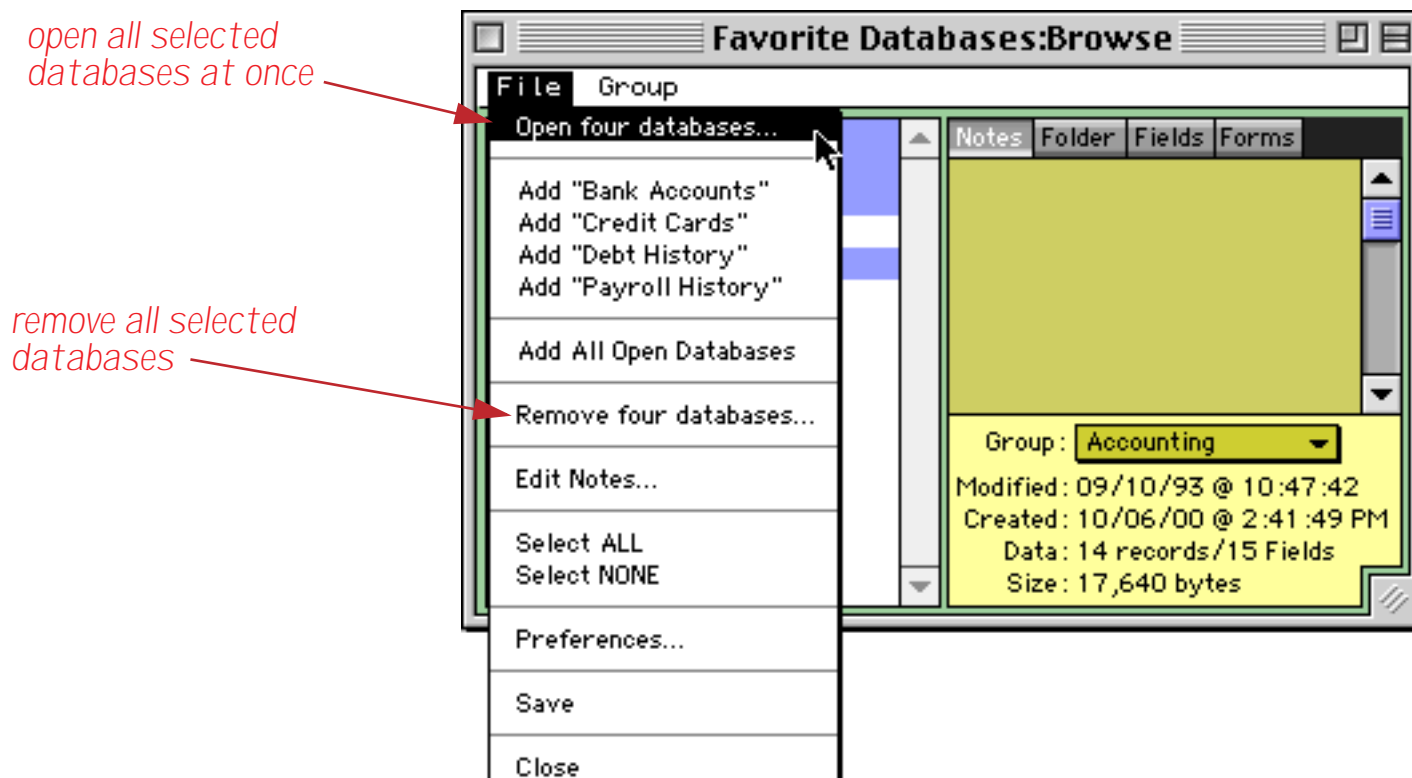 open all selected
databases at once
Favorite Databases:Browse
File Group
Open four databases...
Add "Bank Accounts"
Add "Credit Cards"
Add "Debt History"
Add "Payroll History"
Add All Open Databases
remove all selected
databases
Remove four databases...
Edit Notes...
Select ALL
Select NONE
Preferences...
Save
Close
Notes Folder Fields Forms
Group: Accounting
Modified: 09/10/93 @ 10:47:42
Created: 10/06/00 @ 2:41:49 PM
Data: 14 records/15 Fields
Size: 17,640 bytes